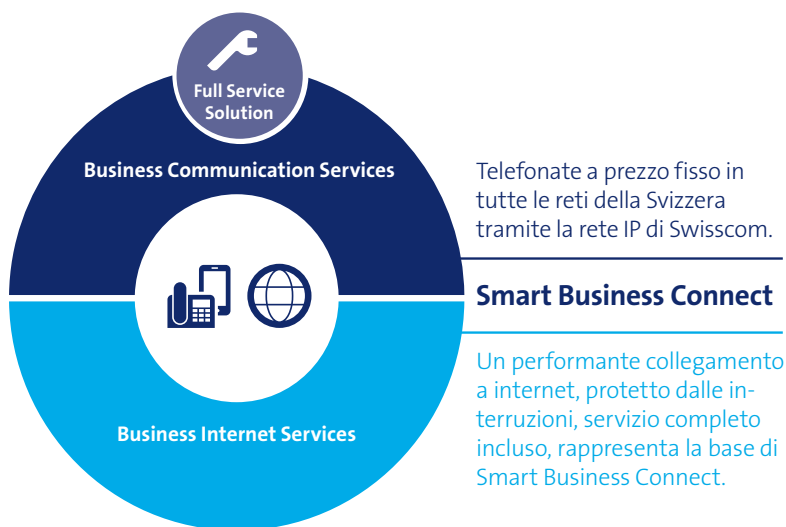 Full Service
Solution
Business Communication Services
Telefonate a prezzo fisso in
tutte le reti della Svizzera
tramite la rete IP di Swisscom.
Smart Business Connect
Un performante collegamento
a internet, protetto dalle in-
terruzioni, servizio completo
incluso, rappresenta la base di
Smart Business Connect.
Business Internet Services